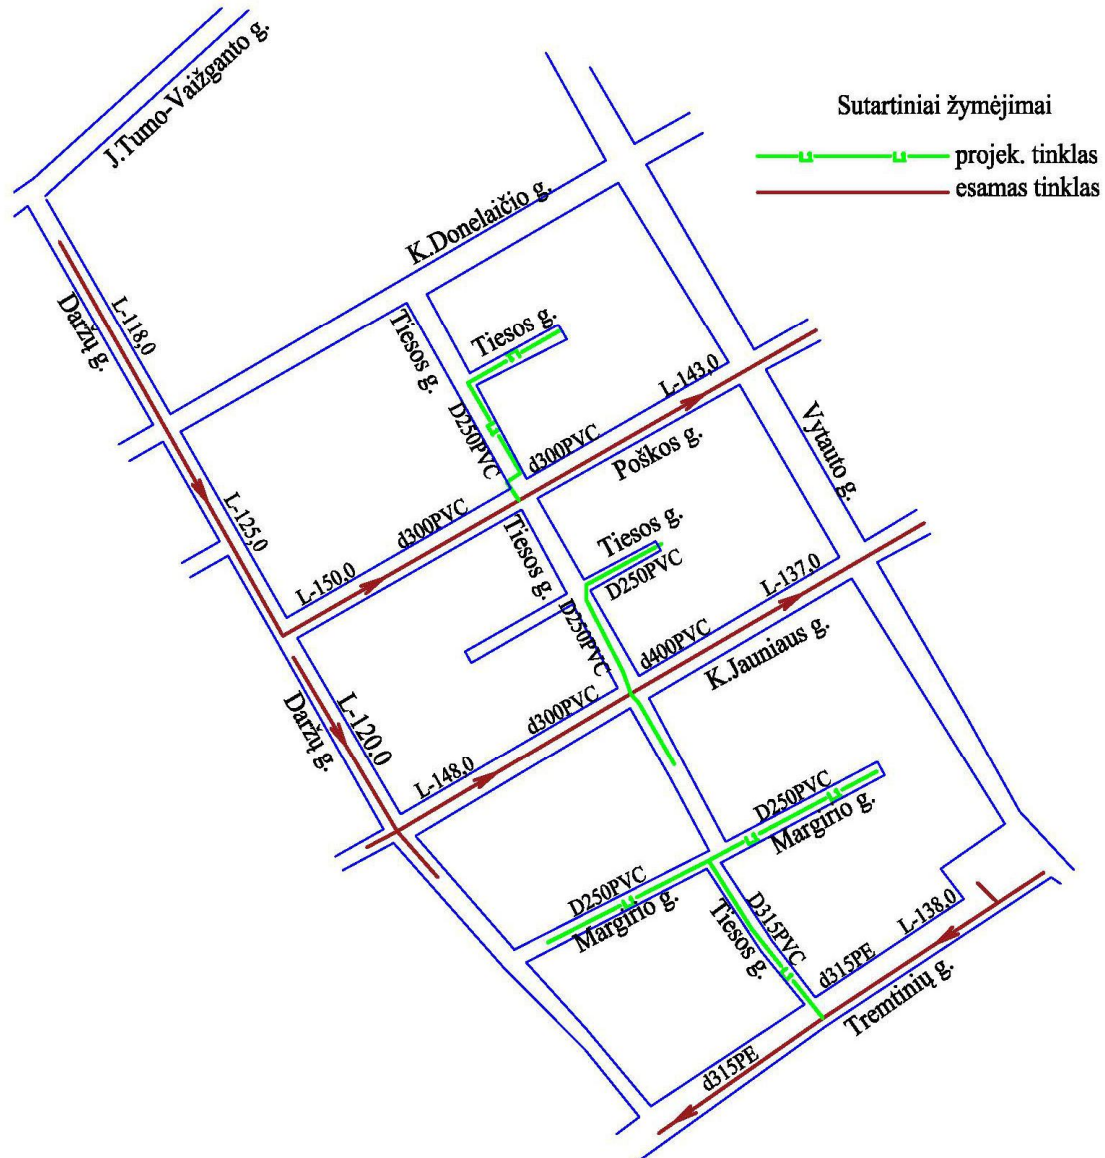 J.Tumo-Vaižganto g.
Sutartiniai žymėjimai
projek. tinklas
esamas tinklas
K.Donelaičio g.
L-118,0
Daržų g.
Tiesos g.
Tiesos g.
L-143,0
D250PVC
d300PVC
Poškos g.
Vytauto g.
L-125,0
d300PVC
L-150,0
Tiesos g.
Tiesos g.
D250PVC
L-137,0
D250PVC
d400PVC
K.Jauniaus g.
Daržų g.
L-120,0
d300PVC
L-148,0
D250PVC
Margirio g.
D250PVC
Margirio g.
Tiesos g.
D315PVC
L-138,0
d315PE
Tremtinių g.
d315PE